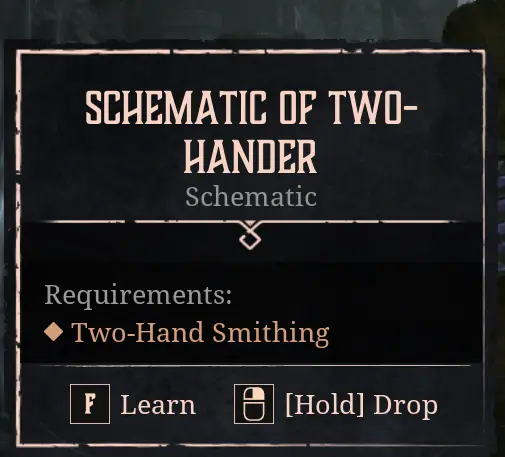 SCHEMATIC OF TWO-
HANDER
Schematic
Requirements:
Two-Hand Smithing
F Learn [Hold] Drop